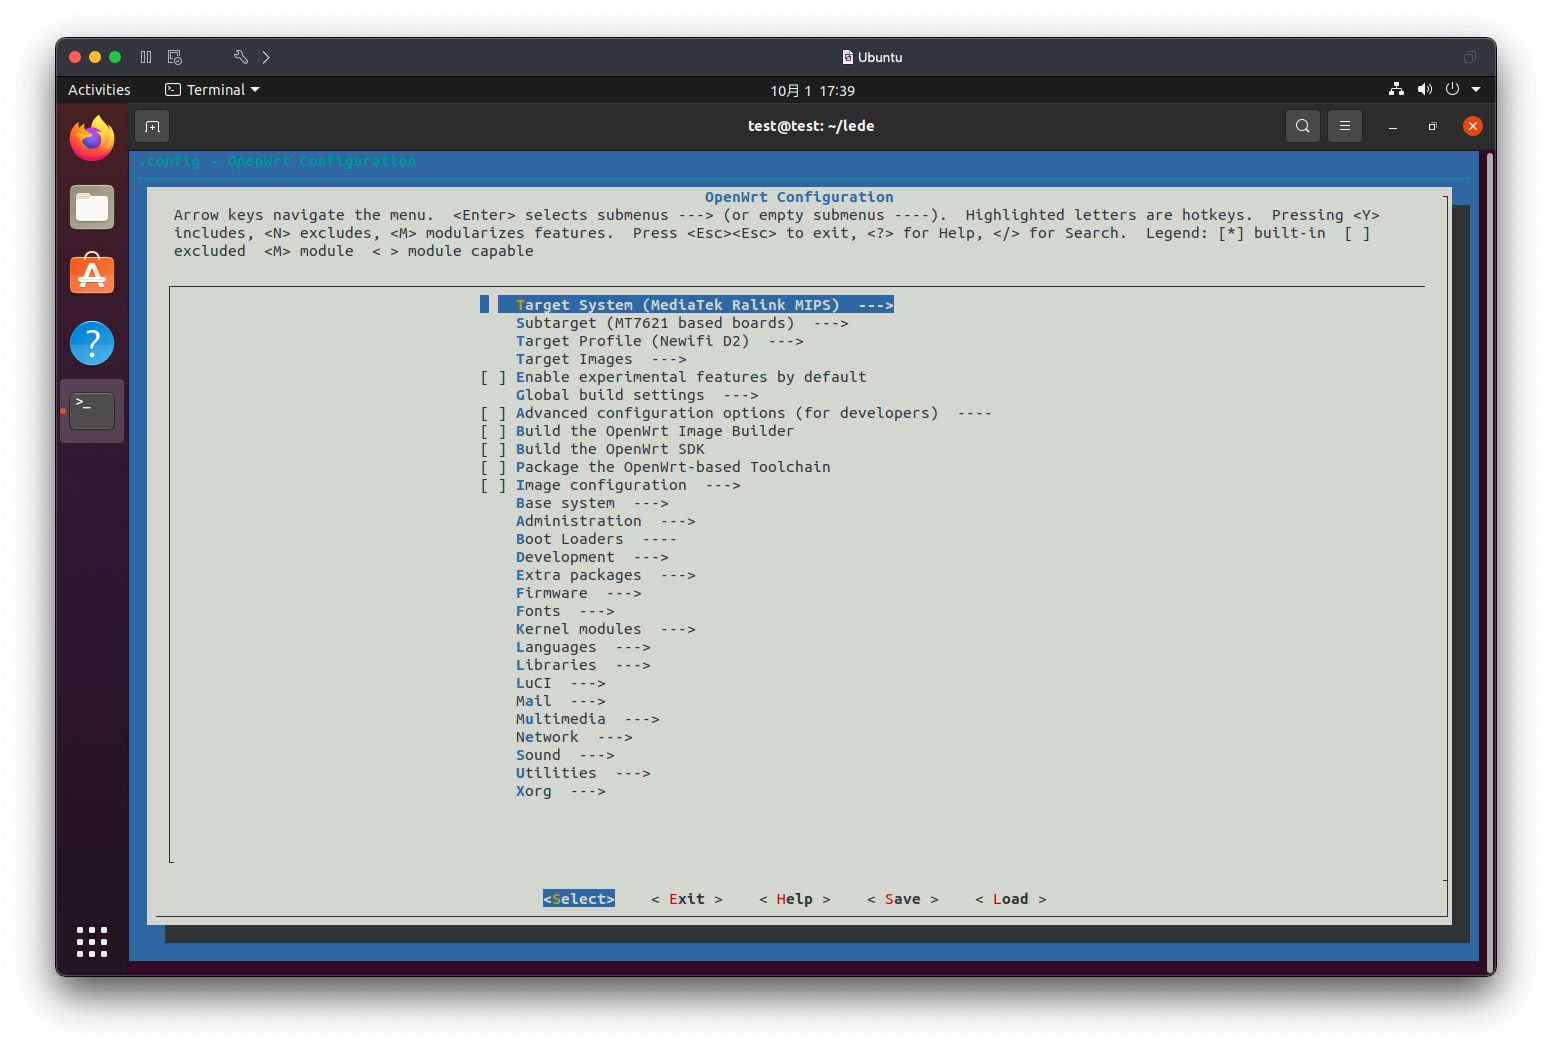 Ubuntu
Activities
Terminal
10月 1 17:39
test@test: ~/lede
.config - OpenWrt Configuration
OpenWrt Configuration
Arrow keys navigate the menu.  <Enter> selects submenus ---> (or empty submenus ----).  Highlighted letters are hotkeys.  Pressing <Y>
includes, <N> excludes, <M> modularizes features.  Press <Esc><Esc> to exit, <?> for Help, </> for Search.  Legend: [*] built-in  [ ]
excluded  <M> module  < > module capable
Target System (MediaTek Ralink MIPS)  --->
Subtarget (MT7621 based boards)  --->
Target Profile (Newifi D2)  --->
Target Images  --->
[ ] Enable experimental features by default
Global build settings  --->
[ ] Advanced configuration options (for developers)  ----
[ ] Build the OpenWrt Image Builder
[ ] Build the OpenWrt SDK
[ ] Package the OpenWrt-based Toolchain
[ ] Image configuration  --->
Base system  --->
Administration  --->
Boot Loaders  ----
Development  --->
Extra packages  --->
Firmware  --->
Fonts  --->
Kernel modules  --->
Languages  --->
Libraries  --->
LuCI  --->
Mail  --->
Multimedia  --->
Network  --->
Sound  --->
Utilities  --->
Xorg  --->
<Select>    < Exit >    < Help >    < Save >    < Load >